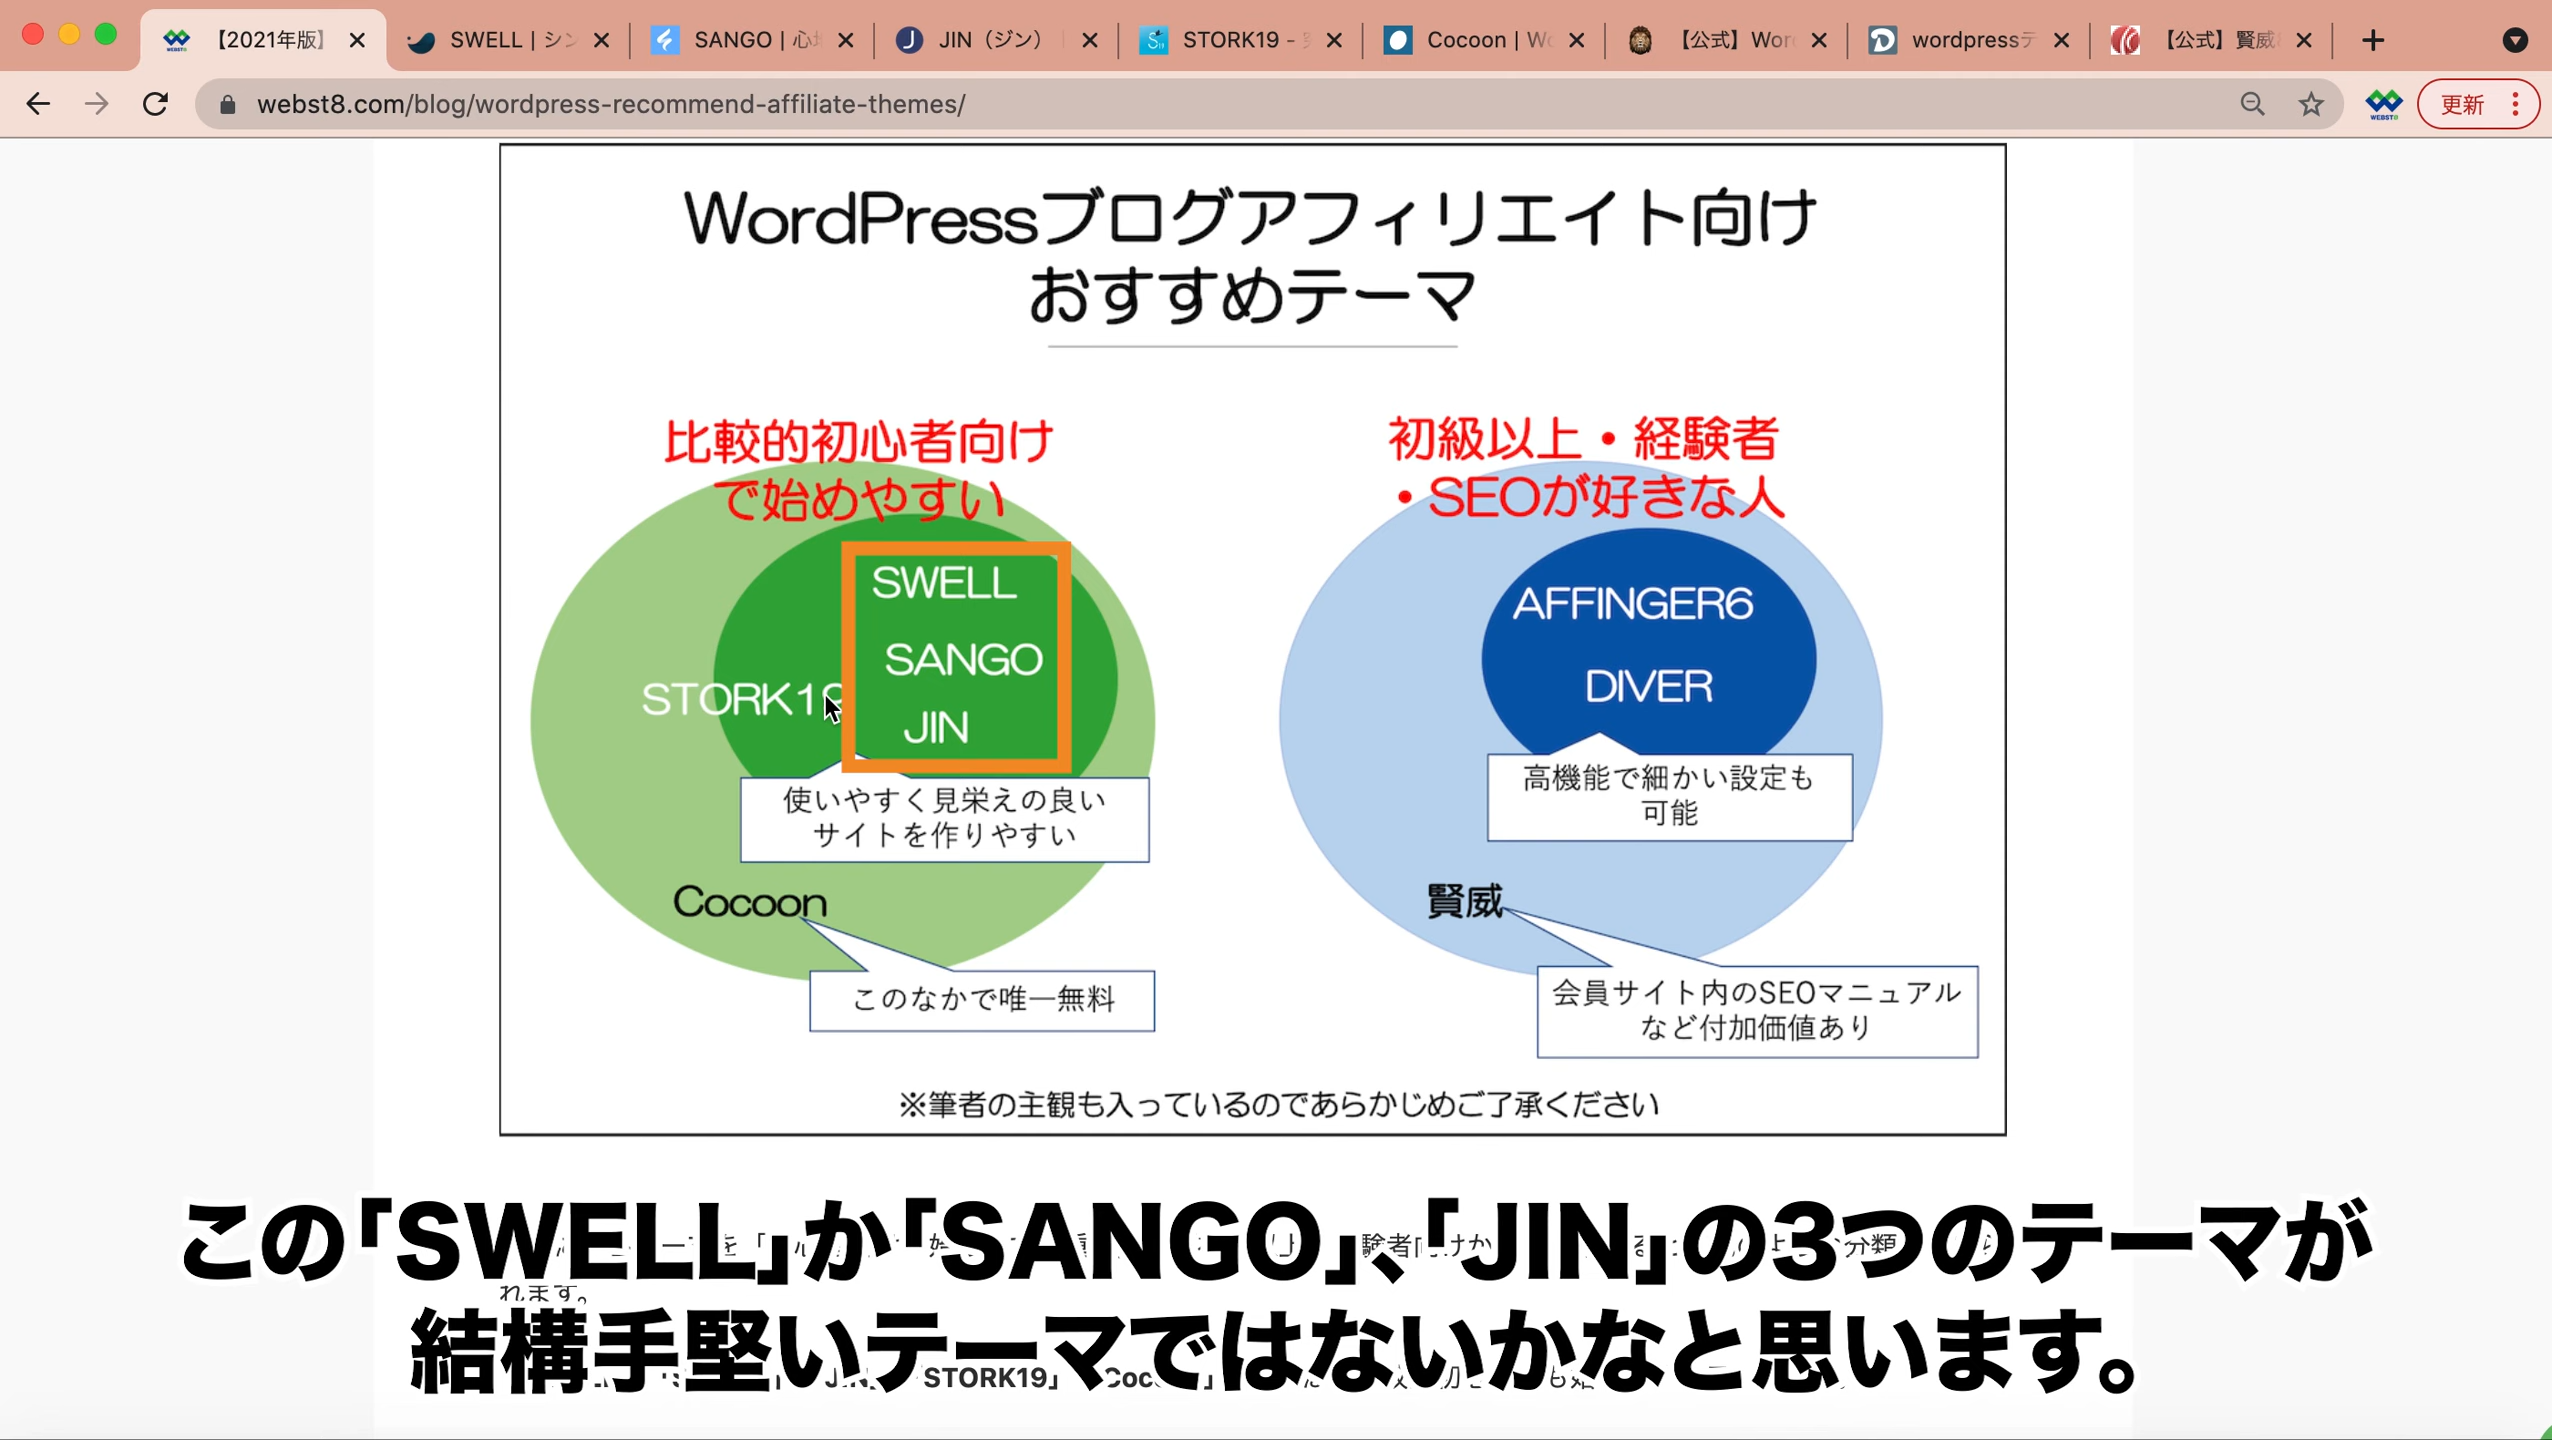 【2021年版】
SWELL | シン
SANGO | 心
JIN（ジン）
STORK19 -
Cocoon | Wo
【公式】Wor
wordpressテ
【公式】賢威
webst8.com/blog/wordpress-recommend-affiliate-themes/
WEBST8
更新
WordPressブログアフィリエイト向け
おすすめテーマ
比較的初心者向け
で始めやすい
SWELL
SANGO
STORK19
JIN
使いやすく見栄えの良い
サイトを作りやすい
Cocoon
このなかで唯一無料
初級以上・経験者
・SEOが好きな人
AFFINGER6
DIVER
高機能で細かい設定も
可能
賢威
会員サイト内のSEOマニュアル
など付加価値あり
※筆者の主観も入っているのであらかじめご了承ください
この「SWELL」か「SANGO」、「JIN」の3つのテーマが
れます。
結構手堅いテーマではないかなと思います。
STORK19」